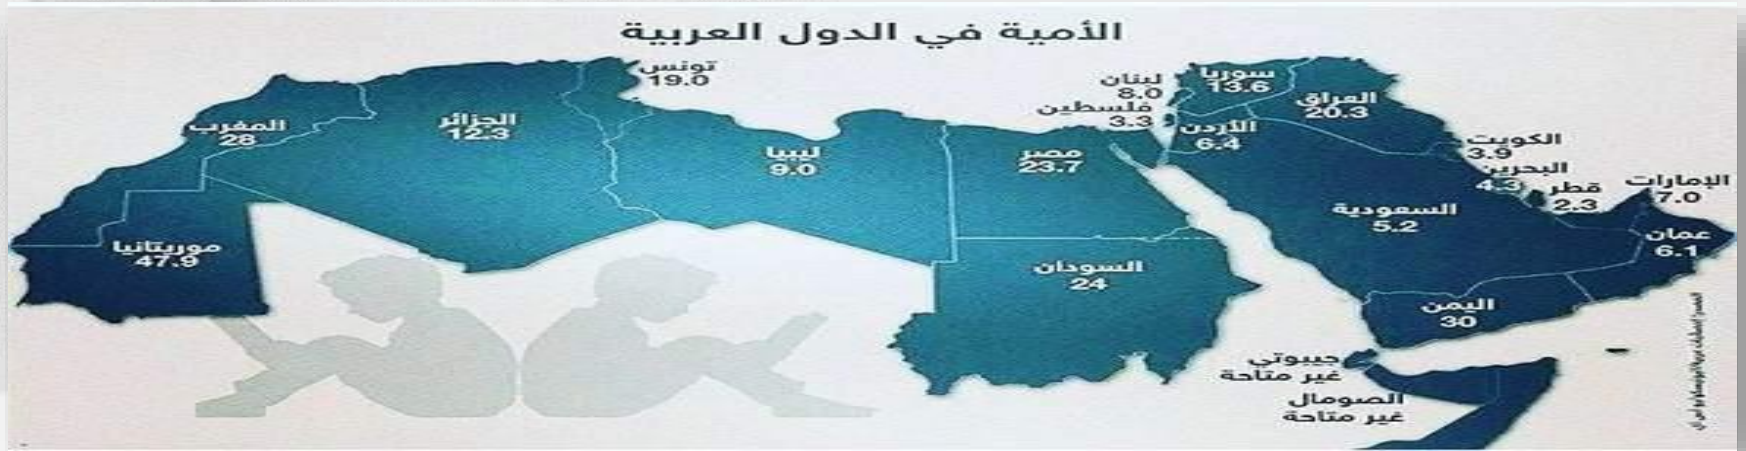 الأمية في الدول العربية
تونس
19.0
لبنان
8.0
سوريا
13.6
العراق
20.3
فلسطين
3.3
الأردن
6.4
المغرب
28
الجزائر
12.3
ليبيا
9.0
مصر
23.7
الكويت
3.9
البحرين
4.3
قطر
2.3
الإمارات
7.0
السعودية
5.2
عمان
6.1
موريتانيا
47.9
السودان
24
اليمن
30
جيبوتي
غير متاحة
الصومال
غير متاحة